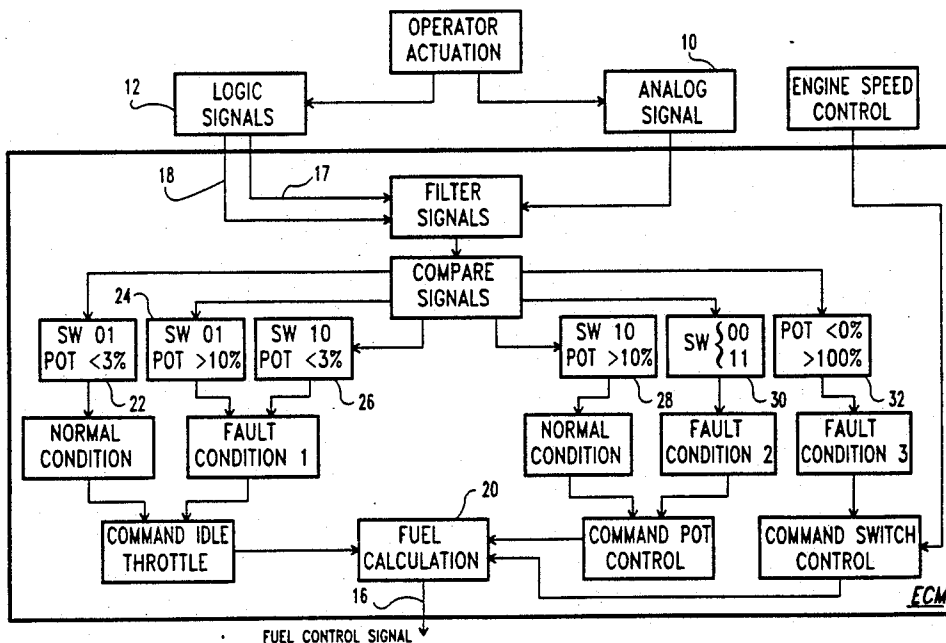 OPERATOR
ACTUATION
10
12
LOGIC
SIGNALS
ANALOG
SIGNAL
ENGINE SPEED
CONTROL
18
17
FILTER
SIGNALS
COMPARE
SIGNALS
24
SW 01
POT <3%
SW 01
POT >10%
SW 10
POT <3%
SW 10
POT >10%
SW { 00
11
POT <0%
>100%
22
26
28
30
32
NORMAL
CONDITION
FAULT
CONDITION 1
NORMAL
CONDITION
FAULT
CONDITION 2
FAULT
CONDITION 3
20
COMMAND IDLE
THROTTLE
FUEL
CALCULATION
COMMAND POT
CONTROL
COMMAND SWITCH
CONTROL
16
ECM
FUEL CONTROL SIGNAL